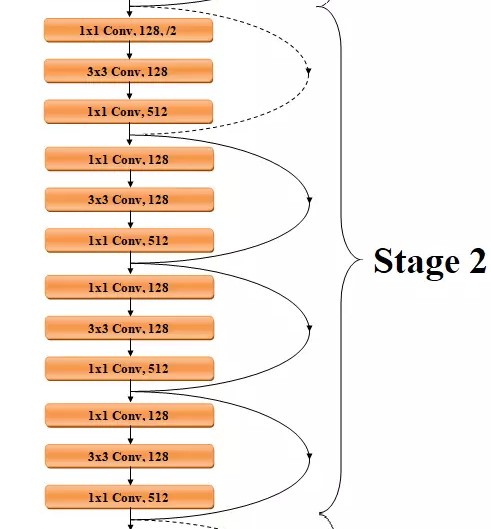 1x1 Conv, 128, /2
3x3 Conv, 128
1x1 Conv, 512
1x1 Conv, 128
3x3 Conv, 128
1x1 Conv, 512
1x1 Conv, 128
3x3 Conv, 128
1x1 Conv, 512
1x1 Conv, 128
3x3 Conv, 128
1x1 Conv, 512
Stage 2